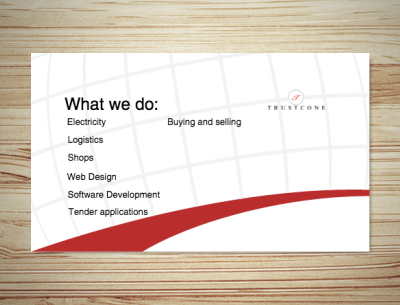 What we do:
Electricity
Buying and selling
Logistics
Shops
Web Design
Software Development
Tender applications
TRUSTCONE